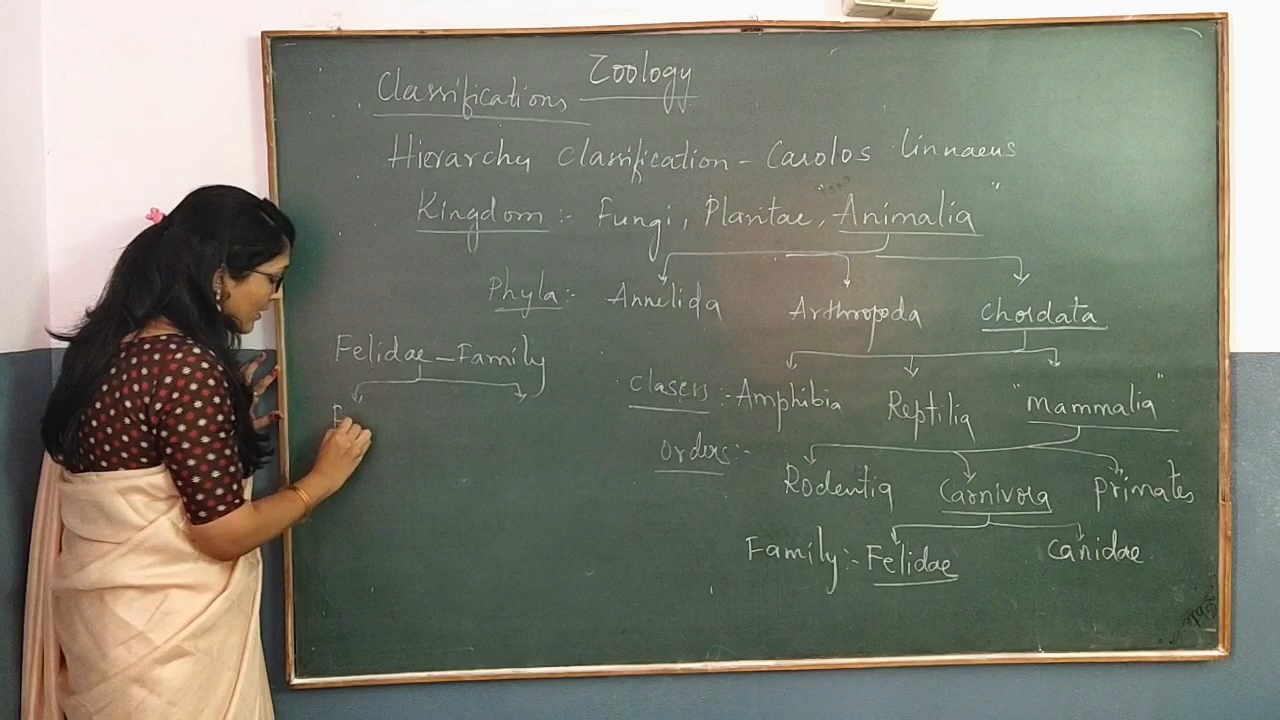 Zoology
Classifications
Hierarchy Classification - Carolos Linnaeus
Kingdom :- Fungi, Plantae, Animalia "
Phyla :- Annelida Arthropoda Chordata
Felidae - Family
Clasers :- Amphibia Reptilia "Mammalia"
Orders :-
Rodentia Carnivora Primates
Family :- Felidae Canidae